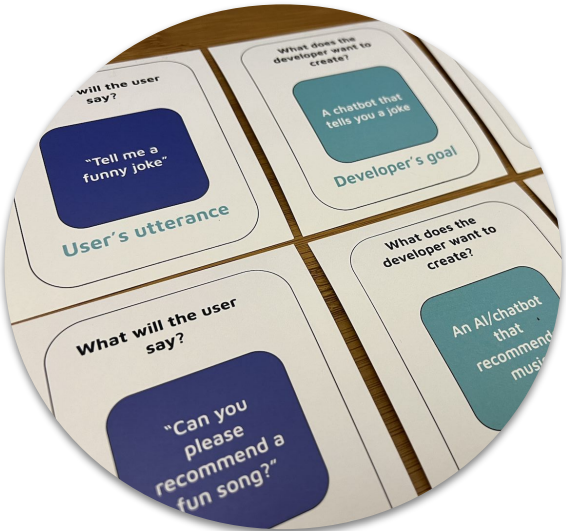 will the user
say?
"Tell me a
funny joke"
User's utterance
What does the
developer want to
create?
A chatbot that
tells you a joke
Developer's goal
What will the user
say?
"Can you
please
recommend a
fun song?"
What does the
developer want to
create?
An AI/chatbot
that
recommend
music